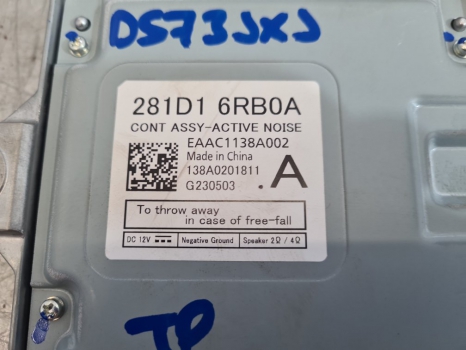 DS73JXJ
281D1 6RB0A
CONT ASSY-ACTIVE NOISE
EAAC1138A002
Made in China
138A0201811
G230503
.A
To throw away
in case of free-fall
DC 12V Negative Ground Speaker 2Ω / 4Ω
TP